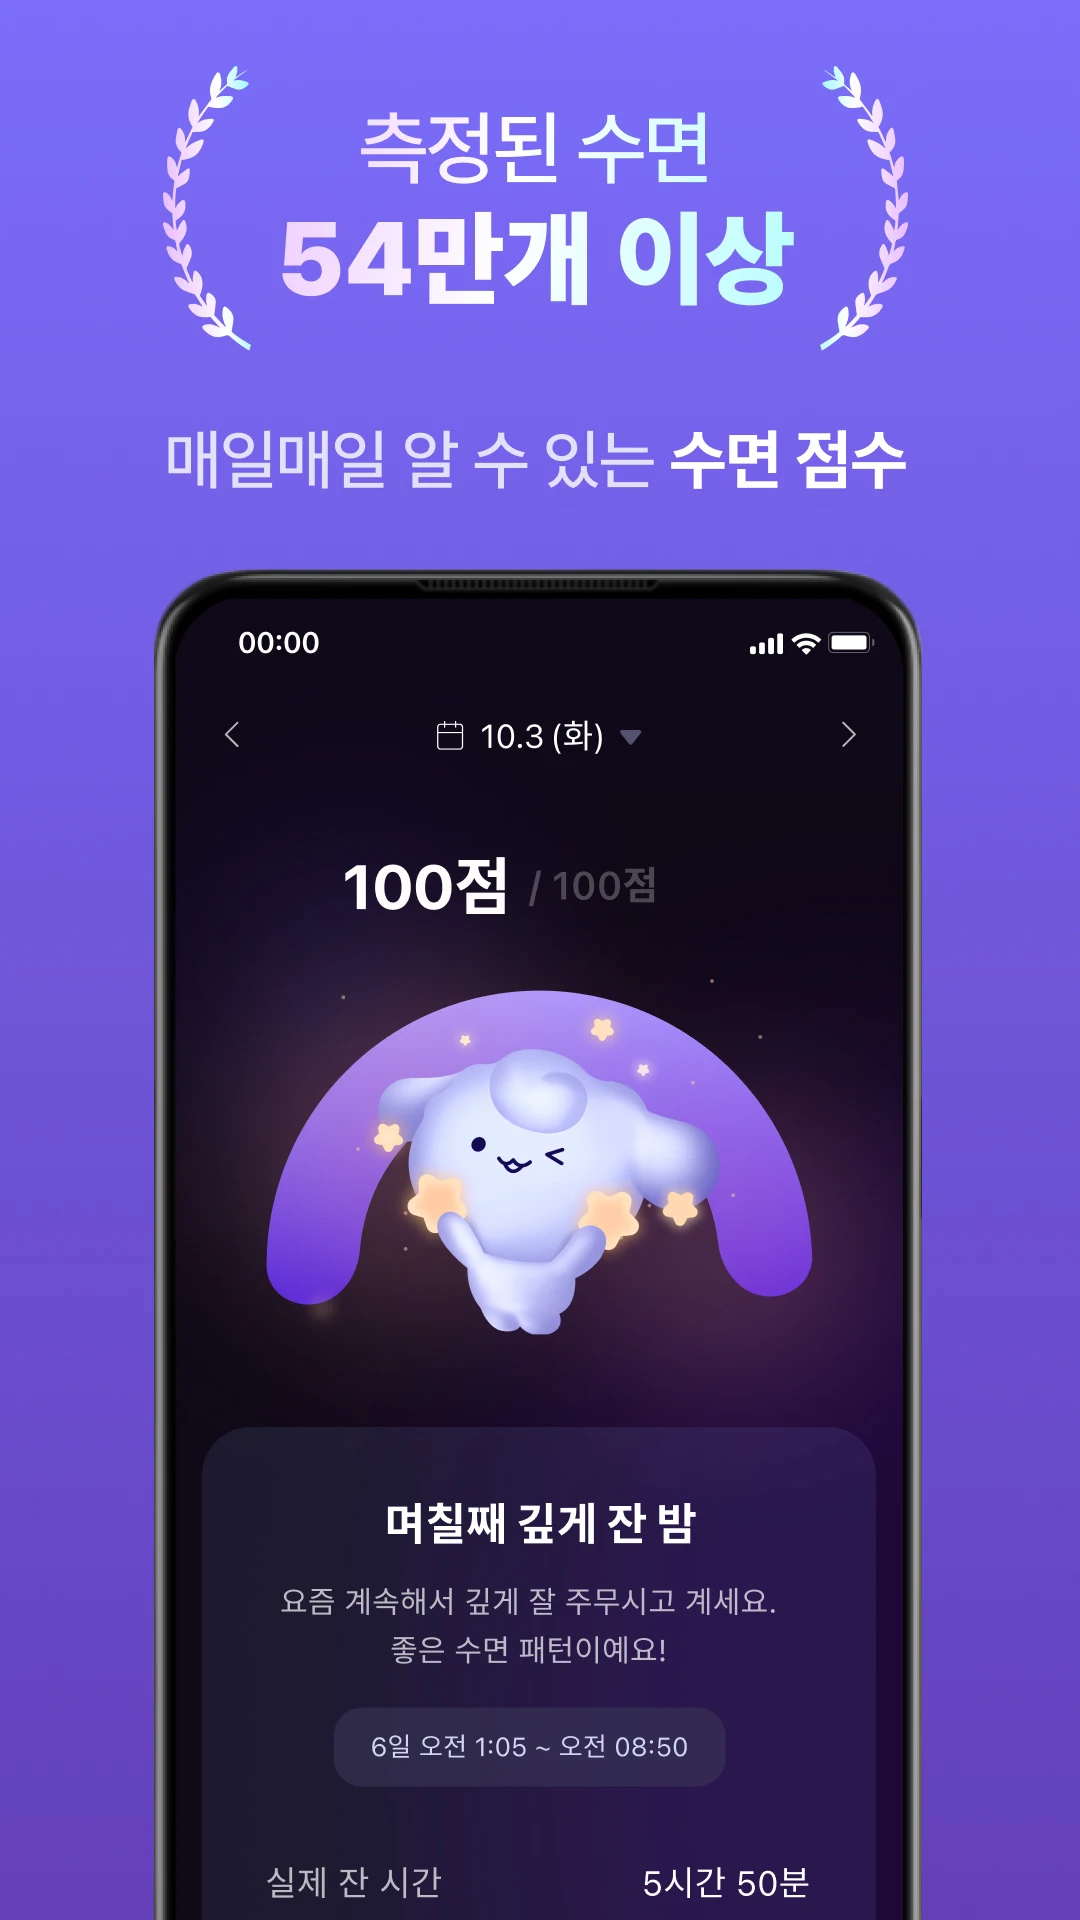 측정된 수면
54만개 이상
매일매일 알 수 있는 수면 점수
00:00
10.3 (화)
100점 / 100점
며칠째 깊게 잔 밤
요즘 계속해서 깊게 잘 주무시고 계세요.
좋은 수면 패턴이예요!
6일 오전 1:05 ~ 오전 08:50
실제 잔 시간 5시간 50분